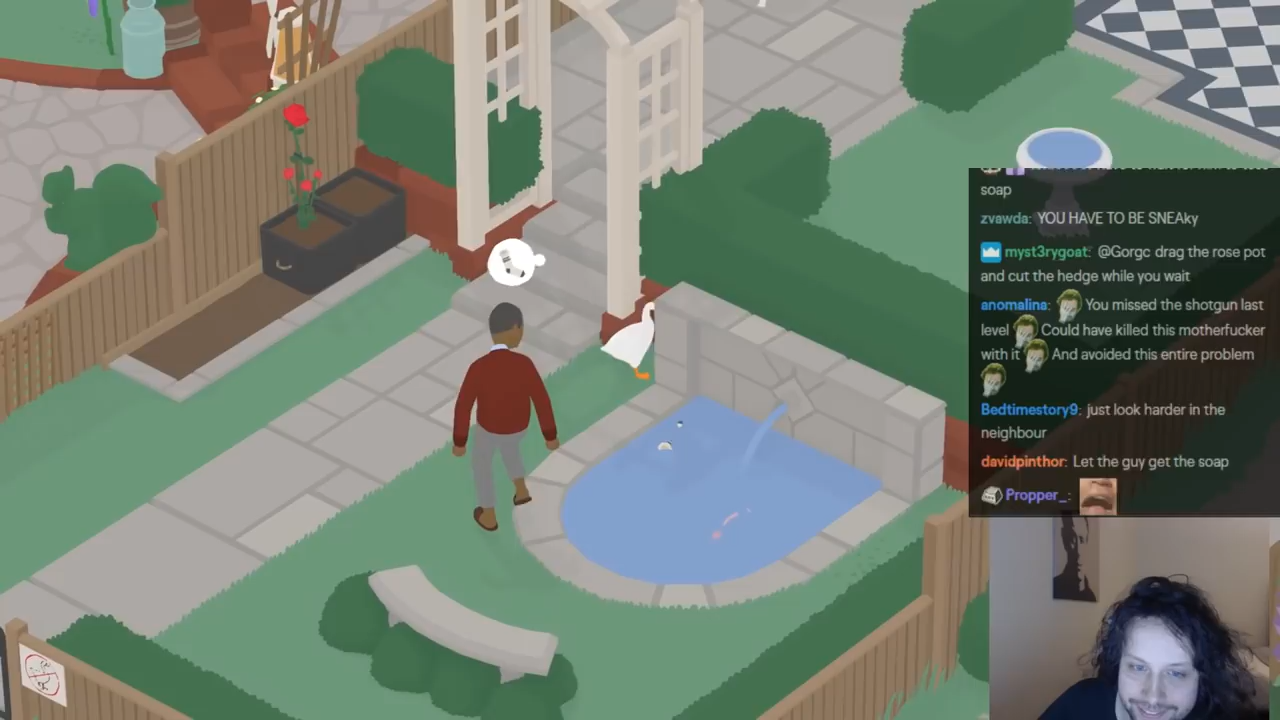 soap
zvawda: YOU HAVE TO BE SNEAky
myst3rygoat: @Gorgc drag the rose pot
and cut the hedge while you wait
anomalina: You missed the shotgun last
level Could have killed this motherfucker
with it And avoided this entire problem
Bedtimestory9: just look harder in the
neighbour
davidpinthor: Let the guy get the soap
Propper_: